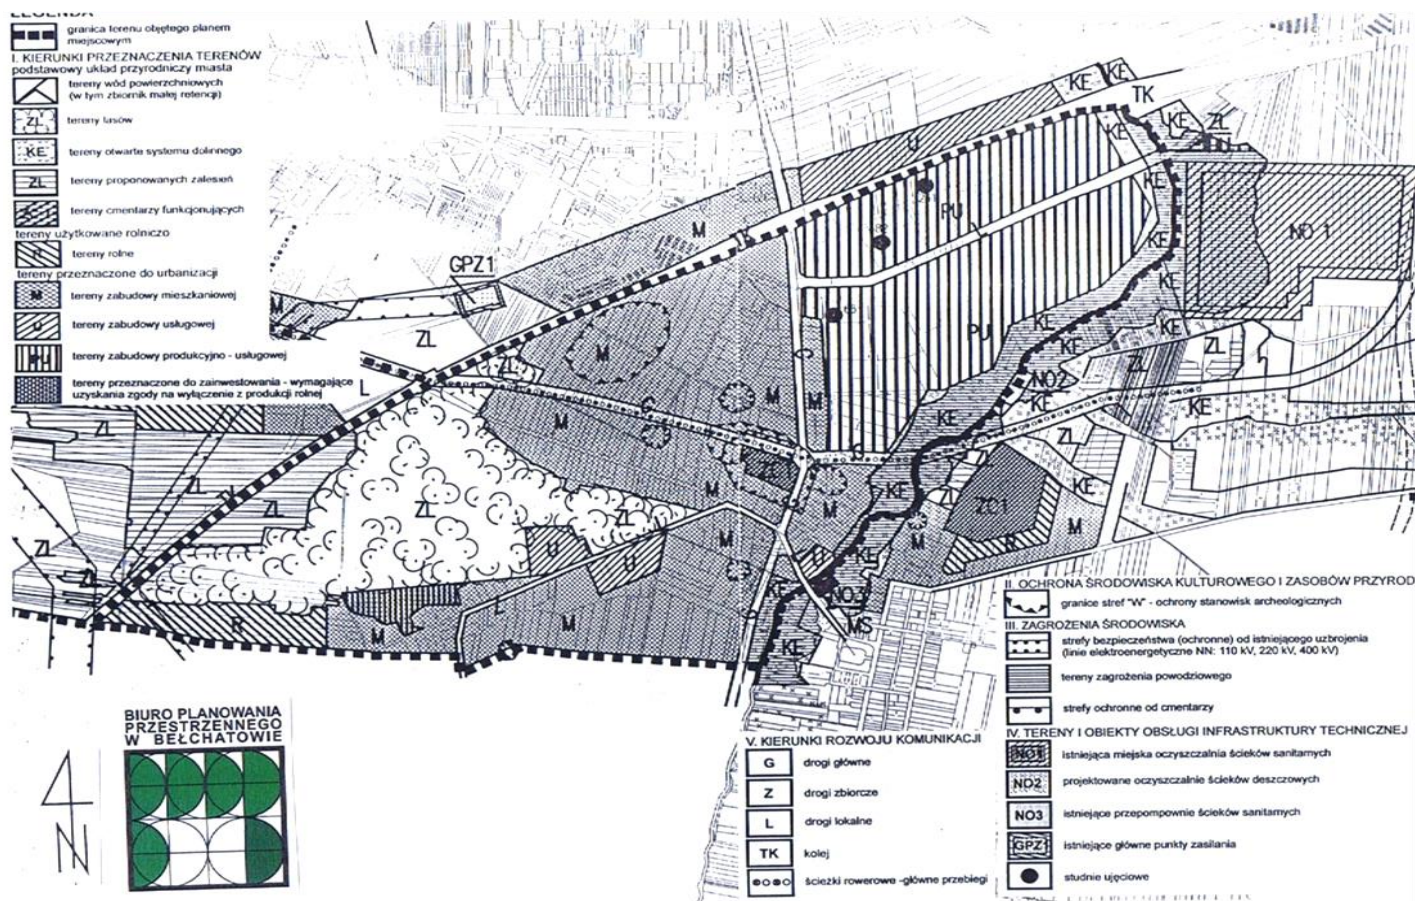 LEGENDA
granica terenu objętego planem
miejscowym
I. KIERUNKI PRZEZNACZENIA TERENÓW
podstawowy układ przyrodniczy miasta
tereny wód powierzchniowych
(w tym zbiornik małej retencji)
ZL tereny lasów
KE tereny otwarte systemu dolinnego
ZL tereny proponowanych zalesień
tereny cmentarzy funkcjonujących
tereny użytkowane rolniczo
R tereny rolne
tereny przeznaczone do urbanizacji
M tereny zabudowy mieszkaniowej
U tereny zabudowy usługowej
PU tereny zabudowy produkcyjno - usługowej
tereny przeznaczone do zainwestowania - wymagające
uzyskania zgody na wyłączenie z produkcji rolnej
KE
KE
TK
KE
KE
ZL
U
KE
PU
NO 1
M
KE
GPZ1
M
KE
ZL
KE
PU
KE
M
ZL
G
KE
ZL
ZL
NO2
L
M
M
KE
KE
G
M
KE
ZL
ZL
G
ZC
KE
ZL
M
KE
ZL
ZC1
ZL
ZL
ZL
M
M
M
R
U
U
U
KE
ZL
ZL
L
KE
NO3
R
M
M
G
MS
KE
II. OCHRONA ŚRODOWISKA KULTUROWEGO I ZASOBÓW PRZYROD
granice stref "W" - ochrony stanowisk archeologicznych
III. ZAGROŻENIA ŚRODOWISKA
strefy bezpieczeństwa (ochronne) od istniejącego uzbrojenia
(linie elektroenergetyczne NN: 110 kV, 220 kV, 400 kV)
tereny zagrożenia powodziowego
strefy ochronne od cmentarzy
IV. TERENY I OBIEKTY OBSŁUGI INFRASTRUKTURY TECHNICZNEJ
NO1 istniejąca miejska oczyszczalnia ścieków sanitarnych
NO2 projektowane oczyszczalnie ścieków deszczowych
NO3 istniejące przepompownie ścieków sanitarnych
GPZ1 istniejące główne punkty zasilania
studnie ujęciowe
V. KIERUNKI ROZWOJU KOMUNIKACJI
G drogi główne
Z drogi zbiorcze
L drogi lokalne
TK kolej
ścieżki rowerowe -główne przebiegi
BIURO PLANOWANIA
PRZESTRZENNEGO
W BEŁCHATOWIE
N